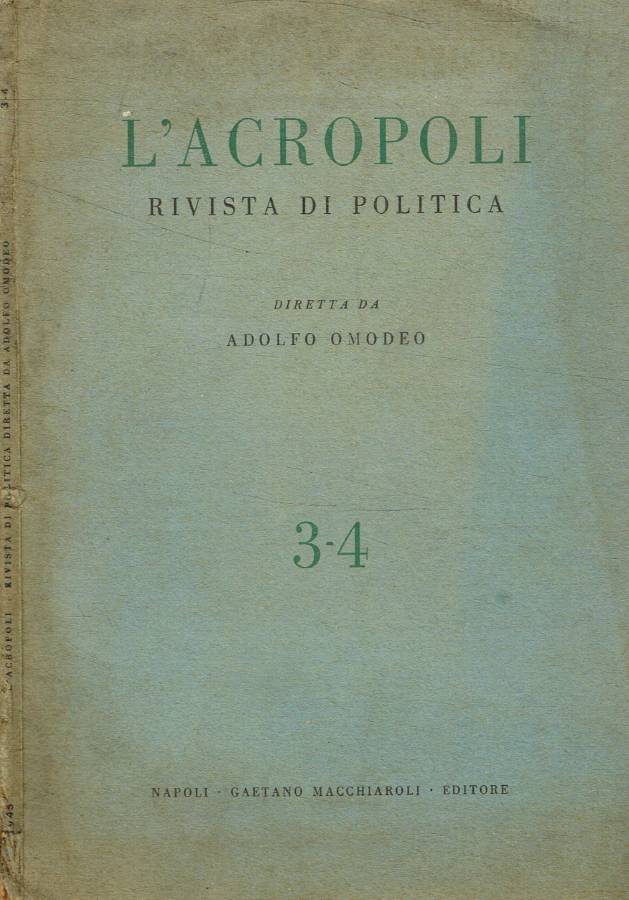 L'ACROPOLI
RIVISTA DI POLITICA
DIRETTA DA
ADOLFO OMODEO
3-4
NAPOLI · GAETANO MACCHIAROLI · EDITORE
L'ACROPOLI · RIVISTA DI POLITICA DIRETTA DA ADOLFO OMODEO
3-4
1945